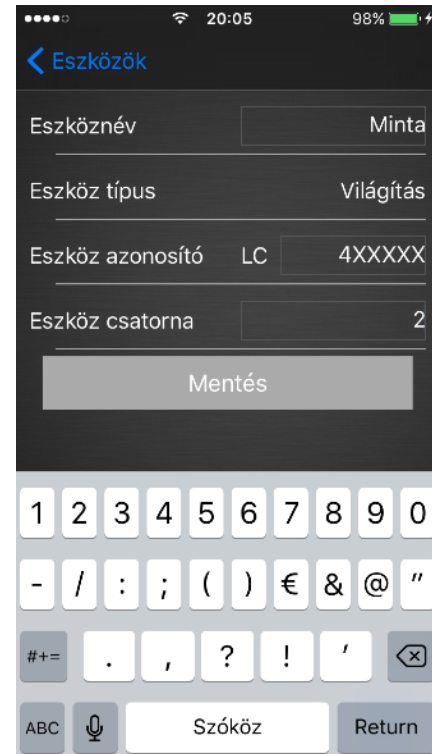 20:05 98%
Eszközök
Eszköznév Minta
Eszköz típus Világítás
Eszköz azonosító LC 4XXXXX
Eszköz csatorna 2
Mentés
1 2 3 4 5 6 7 8 9 0
- / : ; ( ) € & @ "
#+= . , ? ! '
ABC Szóköz Return